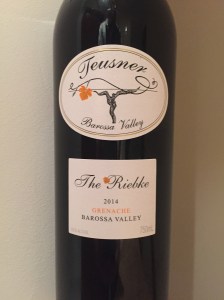 Teusner
Barossa Valley
The Riebke
2014
GRENACHE
BAROSSA VALLEY